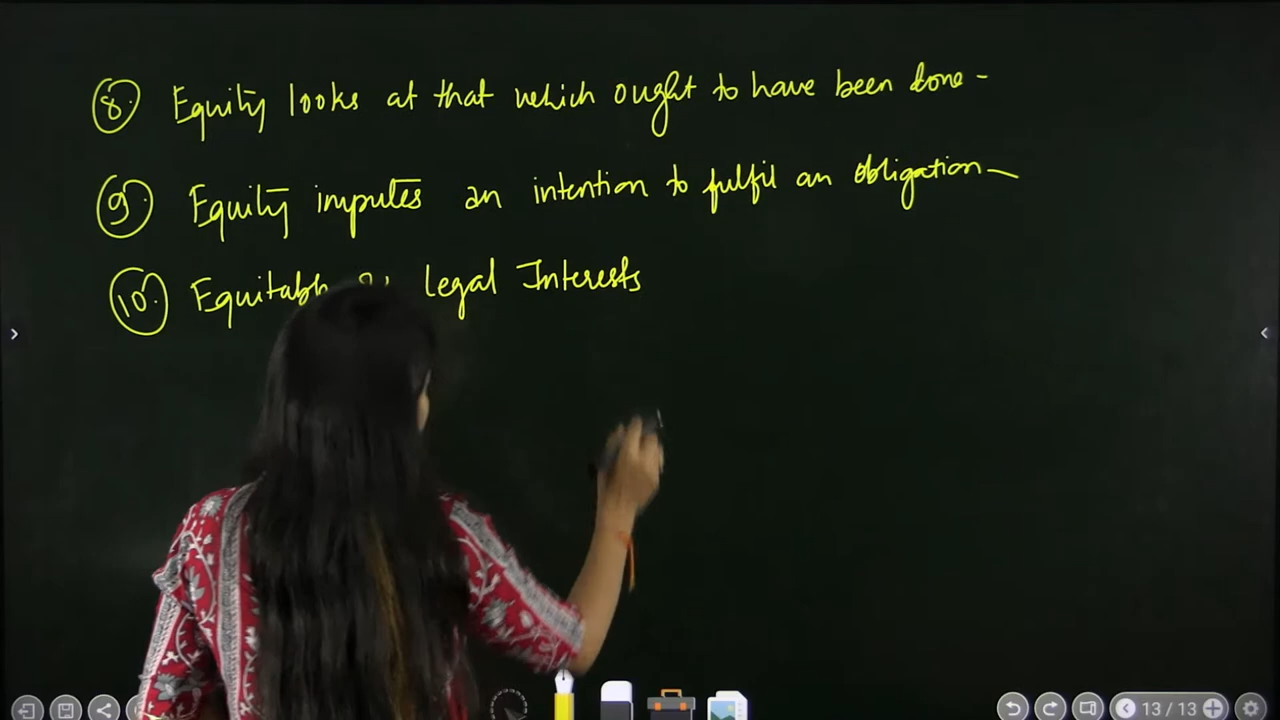 8. Equity looks at that which ought to have been done -
9. Equity imputes an intention to fulfil an obligation -
10. legal Interests
13 / 13